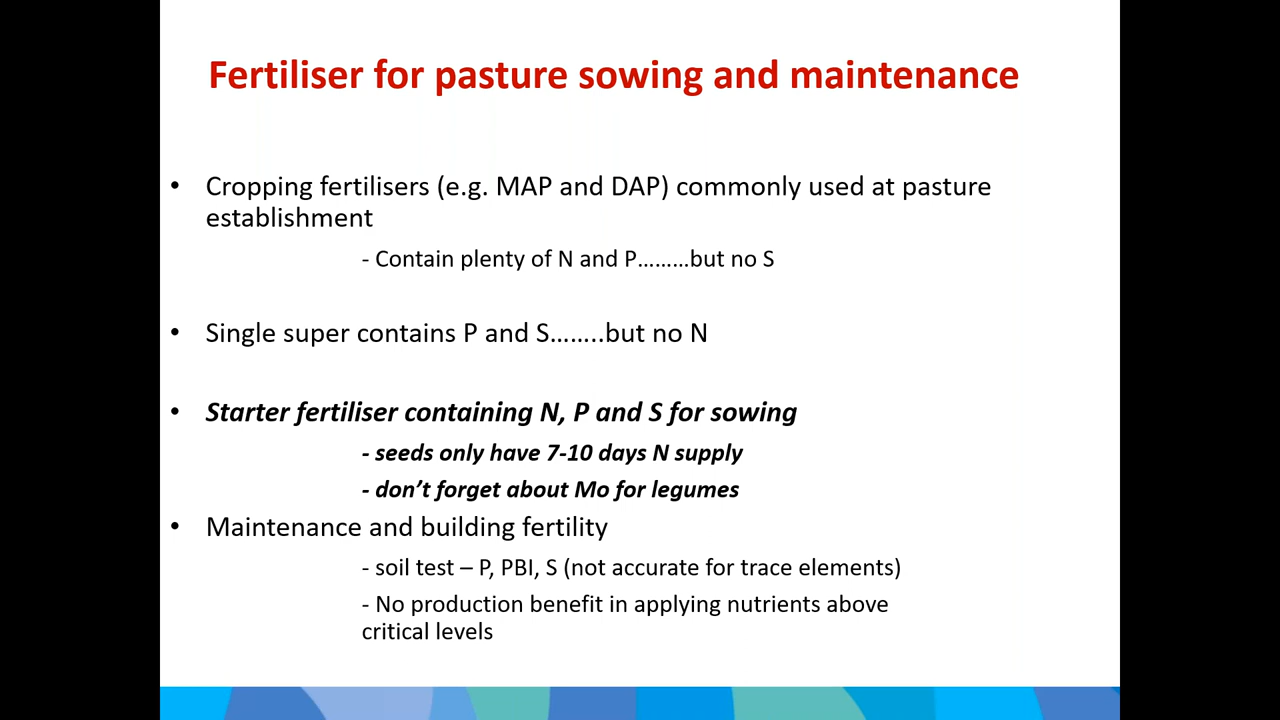 Fertiliser for pasture sowing and maintenance
• Cropping fertilisers (e.g. MAP and DAP) commonly used at pasture
establishment
- Contain plenty of N and P………but no S
• Single super contains P and S……..but no N
• Starter fertiliser containing N, P and S for sowing
- seeds only have 7-10 days N supply
- don’t forget about Mo for legumes
• Maintenance and building fertility
- soil test – P, PBI, S (not accurate for trace elements)
- No production benefit in applying nutrients above
critical levels